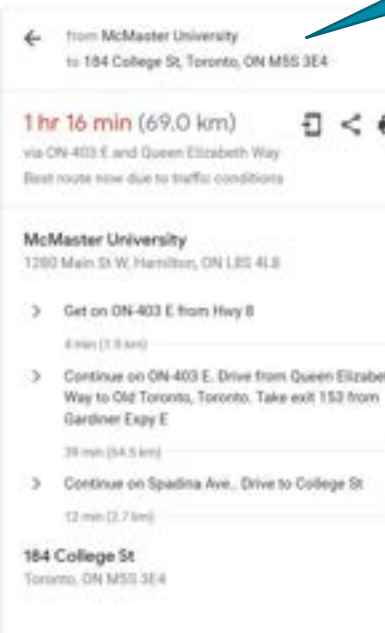 from McMaster University
to 184 College St, Toronto, ON M5S 3E4
1 hr 16 min (69.0 km)
via ON-403 E and Queen Elizabeth Way
Best route now due to traffic conditions
McMaster University
1280 Main St W, Hamilton, ON L8S 4L8
Get on ON-403 E from Hwy 8
4 min (1.8 km)
Continue on ON-403 E. Drive from Queen Elizabet
Way to Old Toronto, Toronto. Take exit 153 from
Gardiner Expy E
39 min (64.5 km)
Continue on Spadina Ave.. Drive to College St
12 min (2.7 km)
184 College St
Toronto, ON M5S 3E4